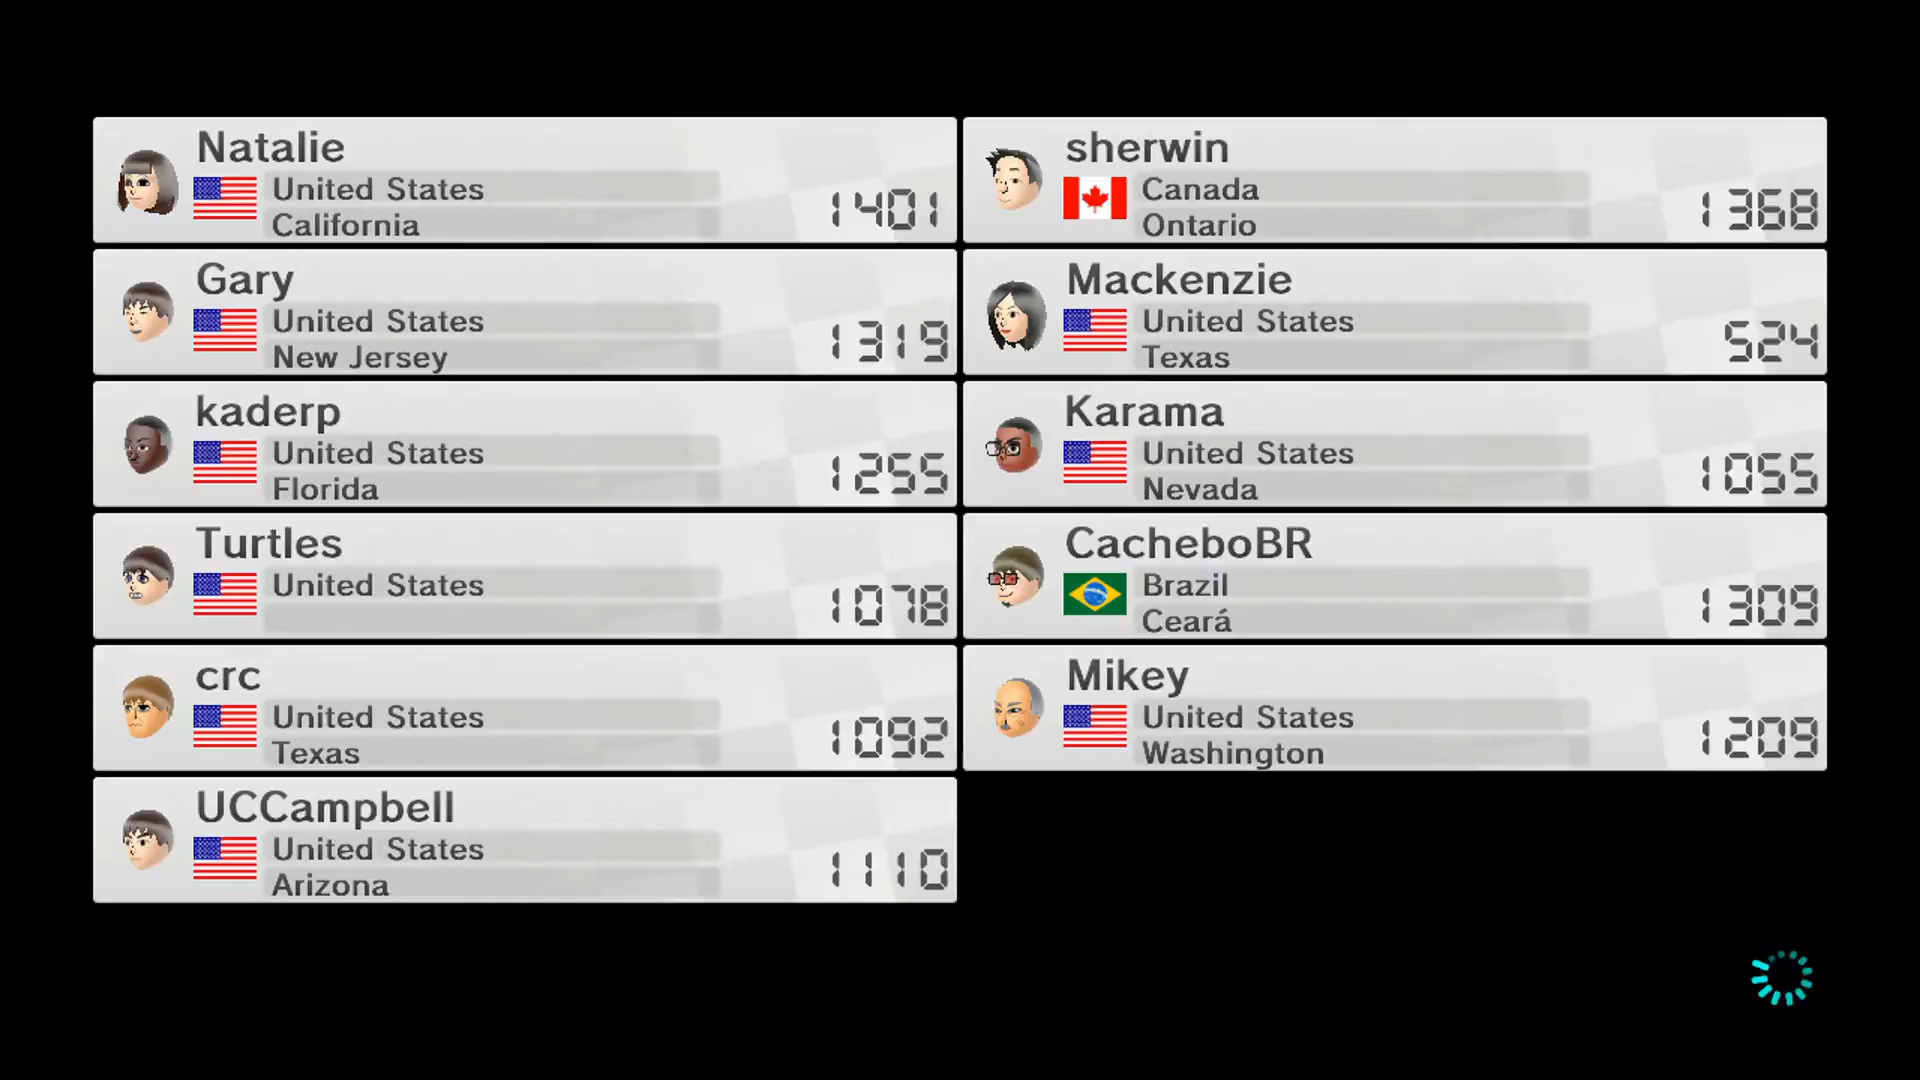 Natalie
United States
California
1401
sherwin
Canada
Ontario
1368
Gary
United States
New Jersey
1319
Mackenzie
United States
Texas
524
kaderp
United States
Florida
1255
Karama
United States
Nevada
1055
Turtles
United States
1078
CacheboBR
Brazil
Ceará
1309
crc
United States
Texas
1092
Mikey
United States
Washington
1209
UCCampbell
United States
Arizona
1110